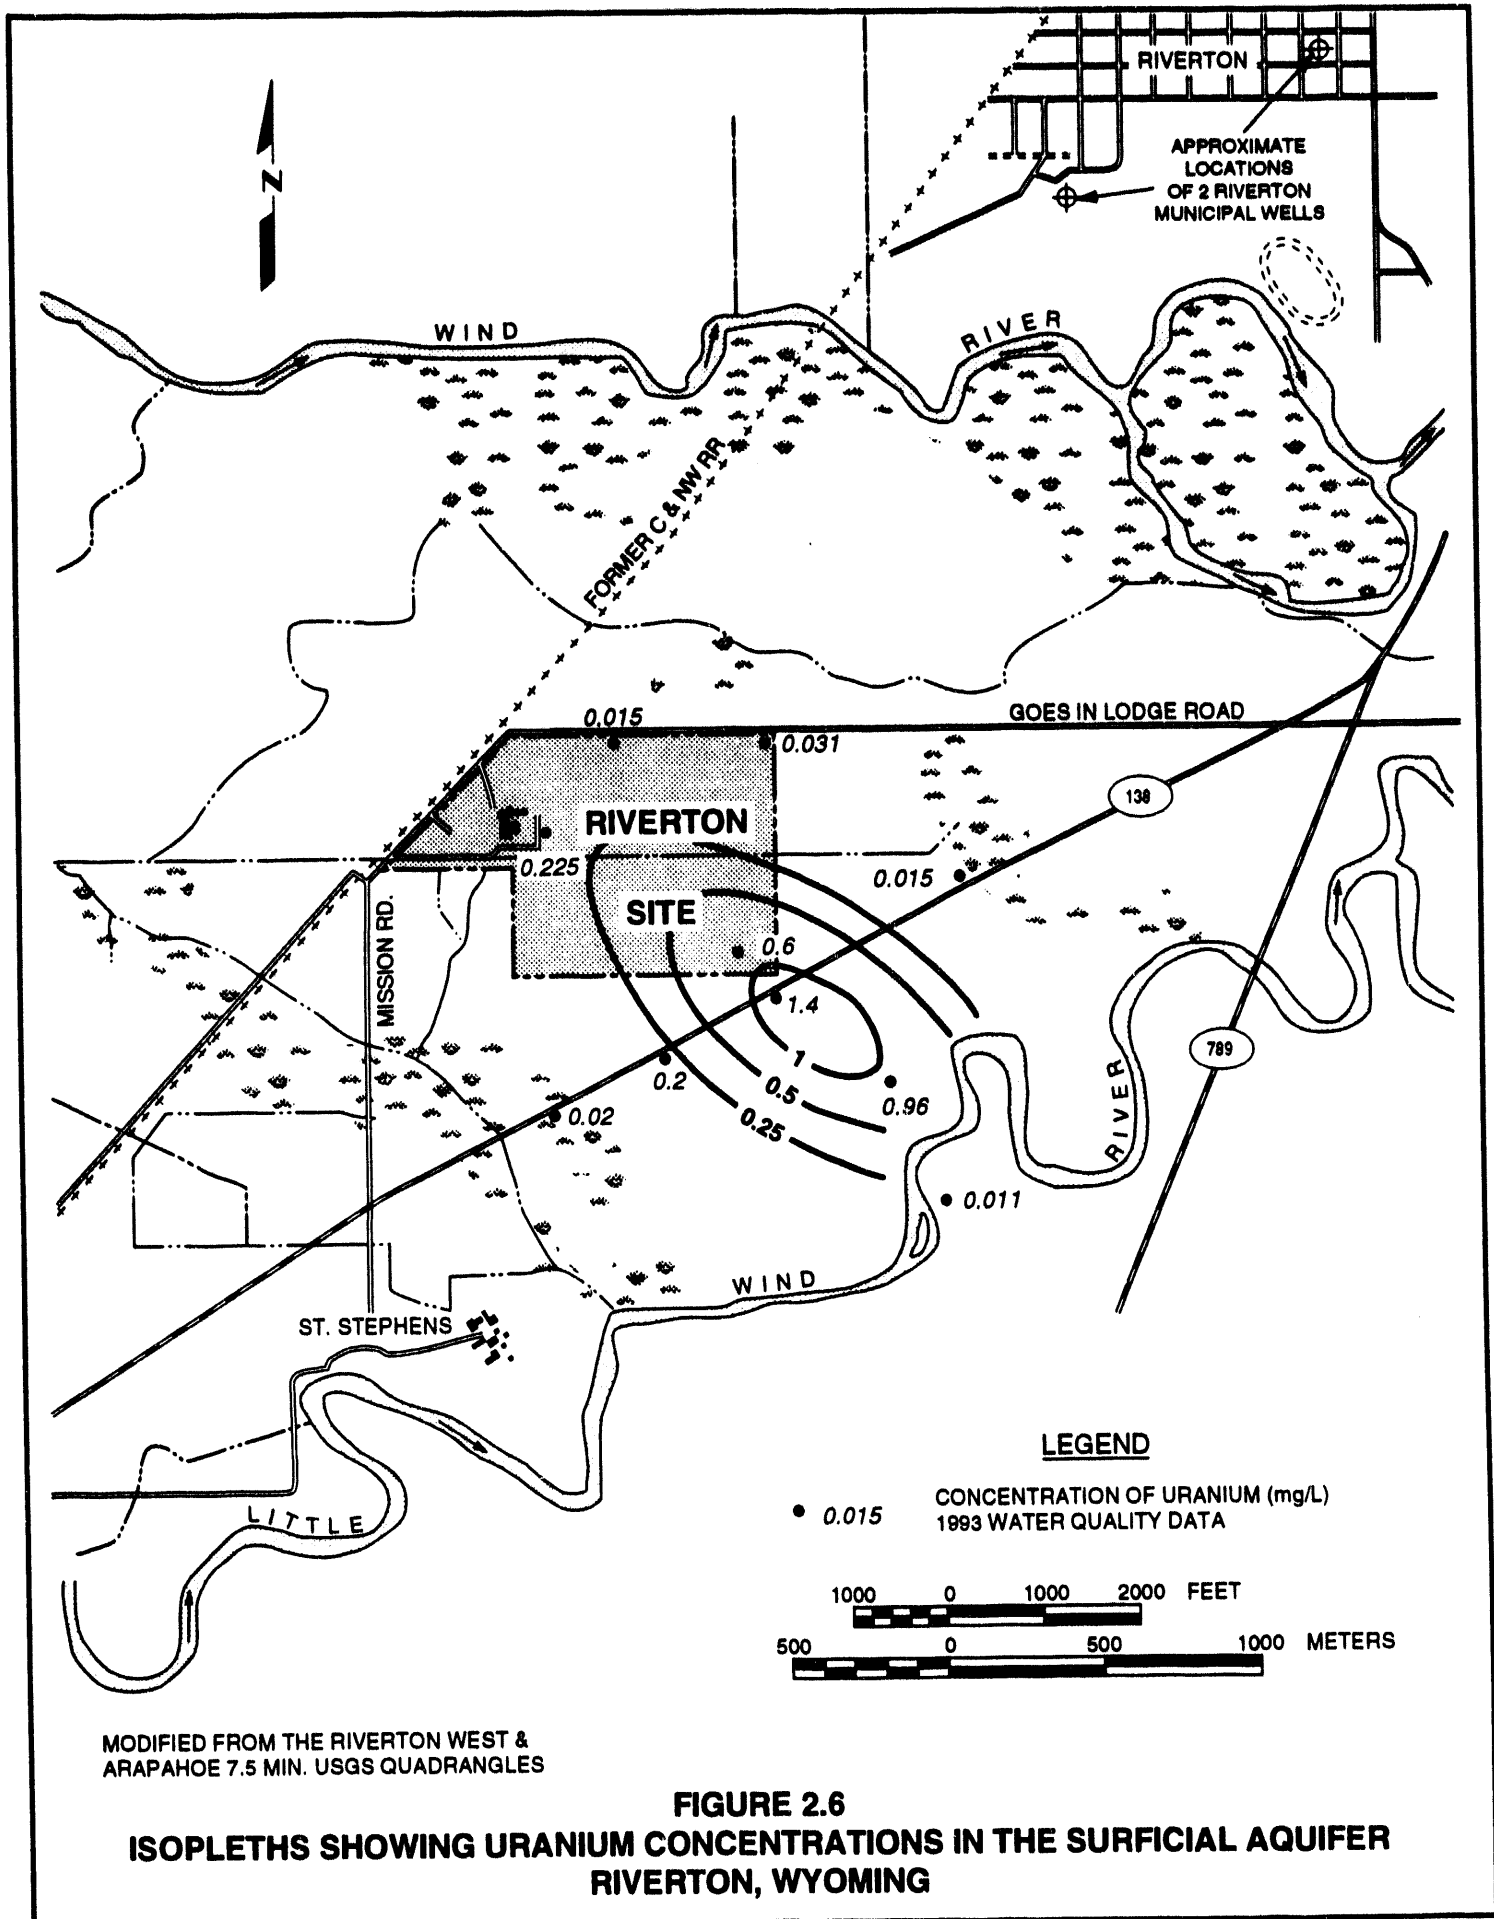 RIVERTON
APPROXIMATE
LOCATIONS
OF 2 RIVERTON
MUNICIPAL WELLS
N
WIND
RIVER
FORMER C & NW RR
GOES IN LODGE ROAD
0.015
0.031
138
RIVERTON
0.225
0.015
SITE
0.6
MISSION RD.
1.4
789
1
0.2
0.5
0.96
0.02
0.25
RIVER
0.011
WIND
ST. STEPHENS
LITTLE
LEGEND
0.015
CONCENTRATION OF URANIUM (mg/L)
1993 WATER QUALITY DATA
1000 0 1000 2000 FEET
500 0 500 1000 METERS
MODIFIED FROM THE RIVERTON WEST &
ARAPAHOE 7.5 MIN. USGS QUADRANGLES
FIGURE 2.6
ISOPLETHS SHOWING URANIUM CONCENTRATIONS IN THE SURFICIAL AQUIFER
RIVERTON, WYOMING